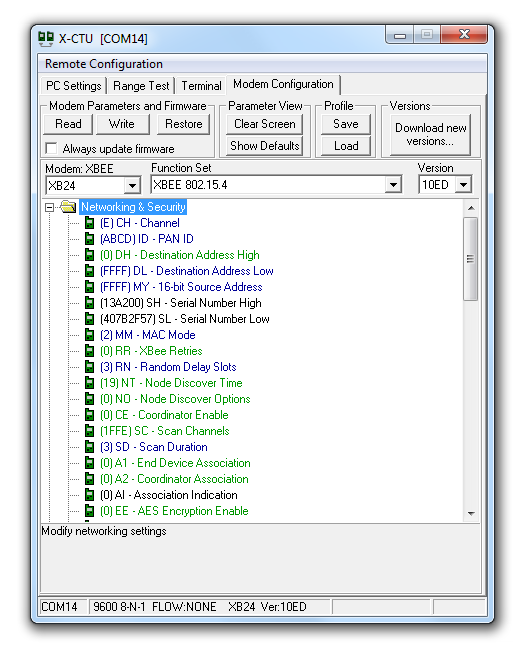 X-CTU [COM14]
Remote Configuration
PC Settings Range Test Terminal Modem Configuration
Modem Parameters and Firmware Parameter View Profile Versions
Read Write Restore Clear Screen Save Download new versions...
Always update firmware Show Defaults Load
Modem: XBEE Function Set Version
XB24 XBEE 802.15.4 10ED
Networking & Security
(E) CH - Channel
(ABCD) ID - PAN ID
(0) DH - Destination Address High
(FFFF) DL - Destination Address Low
(FFFF) MY - 16-bit Source Address
(13A200) SH - Serial Number High
(407B2F57) SL - Serial Number Low
(2) MM - MAC Mode
(0) RR - XBee Retries
(3) RN - Random Delay Slots
(19) NT - Node Discover Time
(0) NO - Node Discover Options
(0) CE - Coordinator Enable
(1FFE) SC - Scan Channels
(3) SD - Scan Duration
(0) A1 - End Device Association
(0) A2 - Coordinator Association
(0) AI - Association Indication
(0) EE - AES Encryption Enable
Modify networking settings
COM14 9600 8-N-1 FLOW:NONE XB24 Ver:10ED